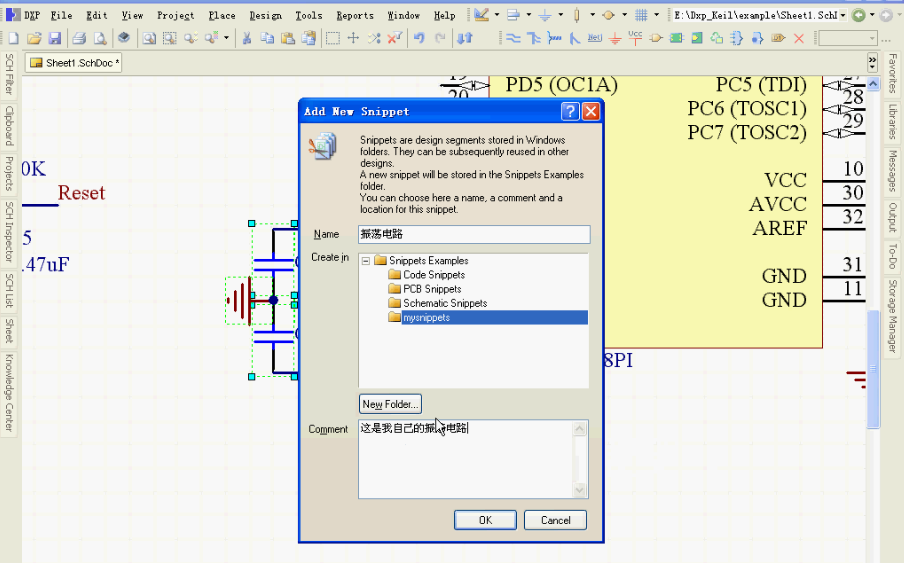 DXP File Edit View Project Place Design Tools Reports Window Help E:\Dxp_Keil\example\Sheet1.SchI
Sheet1.SchDoc *
SCH Filter
Clipboard
Projects
SCH Inspector
SCH List
Sheet
Knowledge Center
0K
Reset
5
.47uF
19
20
PD5 (OC1A)
PC5 (TDI)
PC6 (TOSC1)
PC7 (TOSC2)
VCC
AVCC
AREF
GND
GND
27
28
29
10
30
32
31
11
8PI
Add New Snippet
Snippets are design segments stored in Windows
folders. They can be subsequently reused in other
designs.
A new snippet will be stored in the Snippets Examples
folder.
You can choose here a name, a comment and a
location for this snippet.
Name 振荡电路
Create in
Snippets Examples
Code Snippets
PCB Snippets
Schematic Snippets
mysnippets
New Folder...
Comment 这是我自己的振荡电路
OK Cancel
Favorites
Libraries
Messages
Output
To-Do
Storage Manager